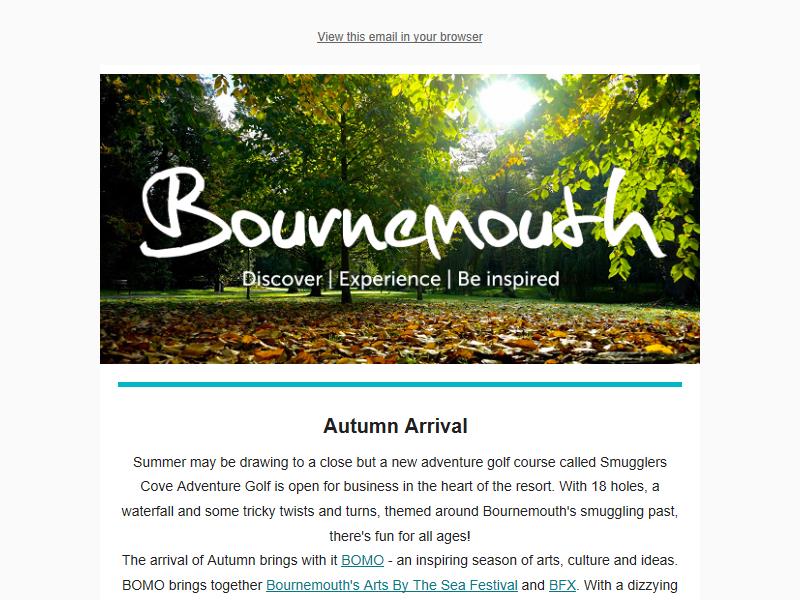 View this email in your browser
Bournemouth
Discover | Experience | Be inspired
Autumn Arrival
Summer may be drawing to a close but a new adventure golf course called Smugglers
Cove Adventure Golf is open for business in the heart of the resort. With 18 holes, a
waterfall and some tricky twists and turns, themed around Bournemouth's smuggling past,
there's fun for all ages!
The arrival of Autumn brings with it BOMO - an inspiring season of arts, culture and ideas.
BOMO brings together Bournemouth's Arts By The Sea Festival and BFX. With a dizzying